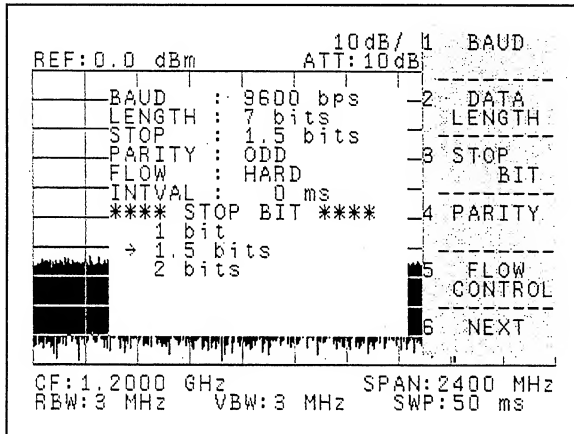 10dB/
REF:0.0 dBm ATT:10dB
BAUD : 9600 bps
LENGTH : 7 bits
STOP : 1.5 bits
PARITY : ODD
FLOW : HARD
INTVAL : 0 ms
**** STOP BIT ****
1 bit
→ 1.5 bits
2 bits
1 BAUD
2 DATA
LENGTH
3 STOP
BIT
4 PARITY
5 FLOW
CONTROL
6 NEXT
CF:1.2000 GHz SPAN:2400 MHz
RBW:3 MHz VBW:3 MHz SWP:50 ms